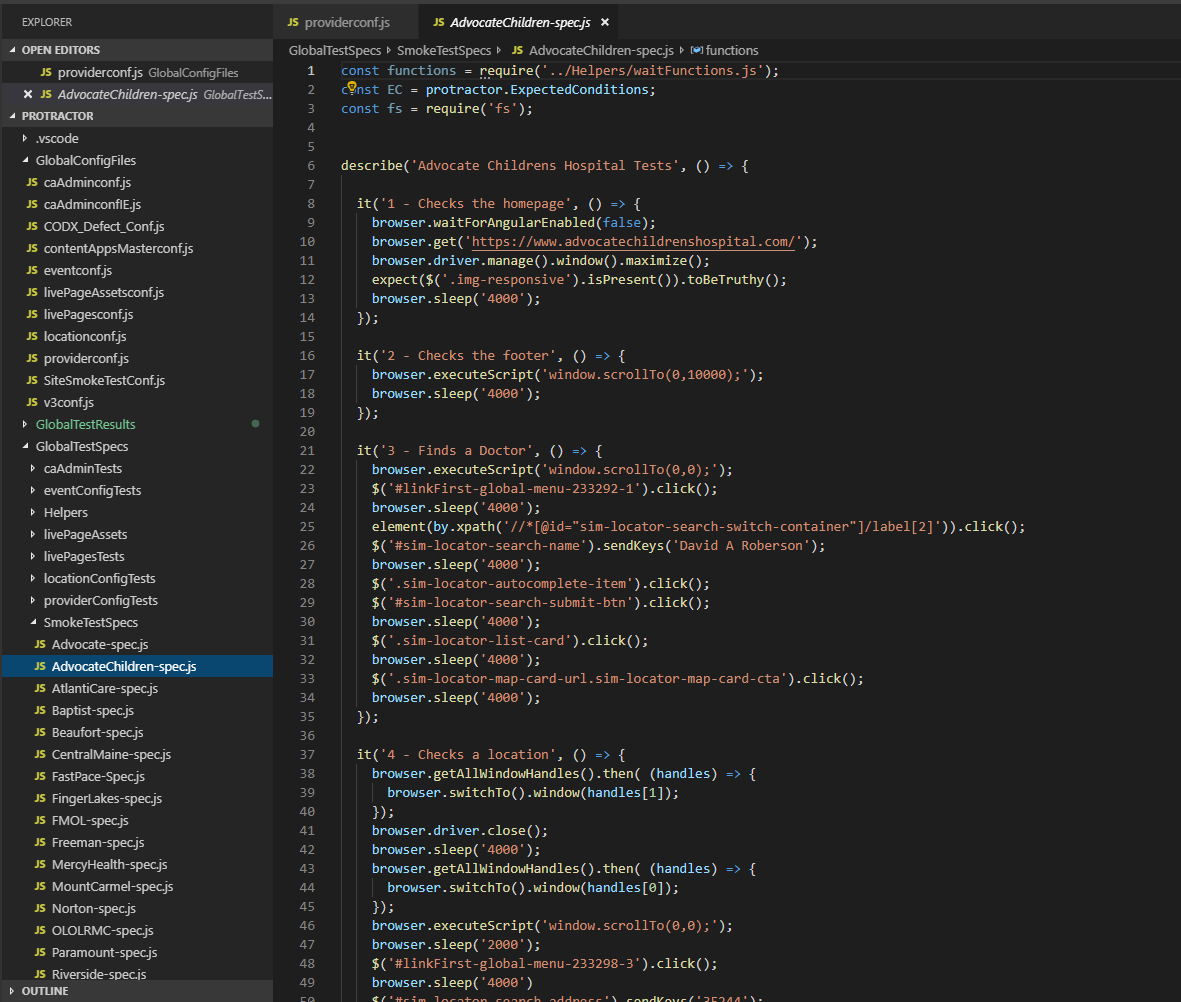 EXPLORER
OPEN EDITORS
JS providerconf.js GlobalConfigFiles
× JS AdvocateChildren-spec.js GlobalTestS...
PROTRACTOR
.vscode
GlobalConfigFiles
JS caAdminconf.js
JS caAdminconfIE.js
JS CODX_Defect_Conf.js
JS contentAppsMasterconf.js
JS eventconf.js
JS livePageAssetsconf.js
JS livePagesconf.js
JS locationconf.js
JS providerconf.js
JS SiteSmokeTestConf.js
JS v3conf.js
GlobalTestResults
GlobalTestSpecs
caAdminTests
eventConfigTests
Helpers
livePageAssets
livePagesTests
locationConfigTests
providerConfigTests
SmokeTestSpecs
JS Advocate-spec.js
JS AdvocateChildren-spec.js
JS AtlantiCare-spec.js
JS Baptist-spec.js
JS Beaufort-spec.js
JS CentralMaine-spec.js
JS FastPace-Spec.js
JS FingerLakes-spec.js
JS FMOL-spec.js
JS Freeman-spec.js
JS MercyHealth-spec.js
JS MountCarmel-spec.js
JS Norton-spec.js
JS OLOLRMC-spec.js
JS Paramount-spec.js
JS Riverside-spec.js
OUTLINE
JS providerconf.js JS AdvocateChildren-spec.js ×
GlobalTestSpecs SmokeTestSpecs JS AdvocateChildren-spec.js functions
1 const functions = require('../Helpers/waitFunctions.js');
2 const EC = protractor.ExpectedConditions;
3 const fs = require('fs');
4
5
6 describe('Advocate Childrens Hospital Tests', () => {
7
8 it('1 - Checks the homepage', () => {
9 browser.waitForAngularEnabled(false);
10 browser.get('https://www.advocatechildrenshospital.com/');
11 browser.driver.manage().window().maximize();
12 expect($('.img-responsive').isPresent()).toBeTruthy();
13 browser.sleep('4000');
14 });
15
16 it('2 - Checks the footer', () => {
17 browser.executeScript('window.scrollTo(0,10000);');
18 browser.sleep('4000');
19 });
20
21 it('3 - Finds a Doctor', () => {
22 browser.executeScript('window.scrollTo(0,0);');
23 $('#linkFirst-global-menu-233292-1').click();
24 browser.sleep('4000');
25 element(by.xpath('//*[@id="sim-locator-search-switch-container"]/label[2]')).click();
26 $('#sim-locator-search-name').sendKeys('David A Roberson');
27 browser.sleep('4000');
28 $('.sim-locator-autocomplete-item').click();
29 $('#sim-locator-search-submit-btn').click();
30 browser.sleep('4000');
31 $('.sim-locator-list-card').click();
32 browser.sleep('4000');
33 $('.sim-locator-map-card-url.sim-locator-map-card-cta').click();
34 browser.sleep('4000');
35 });
36
37 it('4 - Checks a location', () => {
38 browser.getAllWindowHandles().then( (handles) => {
39 browser.switchTo().window(handles[1]);
40 });
41 browser.driver.close();
42 browser.sleep('4000');
43 browser.getAllWindowHandles().then( (handles) => {
44 browser.switchTo().window(handles[0]);
45 });
46 browser.executeScript('window.scrollTo(0,0);');
47 browser.sleep('2000');
48 $('#linkFirst-global-menu-233298-3').click();
49 browser.sleep('4000')
50 $('#sim-locator-search-address').sendKeys('35244');